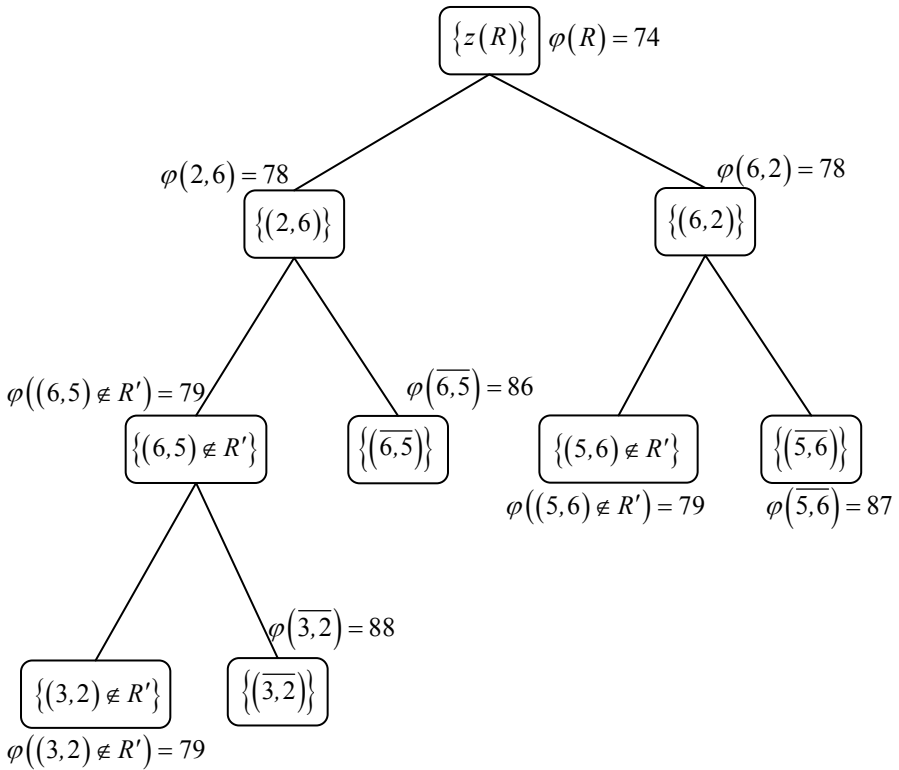 {z(R)} φ(R) = 74
φ(2,6) = 78
φ(6,2) = 78
{(2,6)}
{(6,2)}
φ((6,5) ∉ R′) = 79
φ(6̅,̅5̅) = 86
{(6,5) ∉ R′}
{(6̅,̅5̅)}
{(5,6) ∉ R′}
{(5̅,̅6̅)}
φ((5,6) ∉ R′) = 79
φ(5̅,̅6̅) = 87
φ(3̅,̅2̅) = 88
{(3,2) ∉ R′}
{(3̅,̅2̅)}
φ((3,2) ∉ R′) = 79